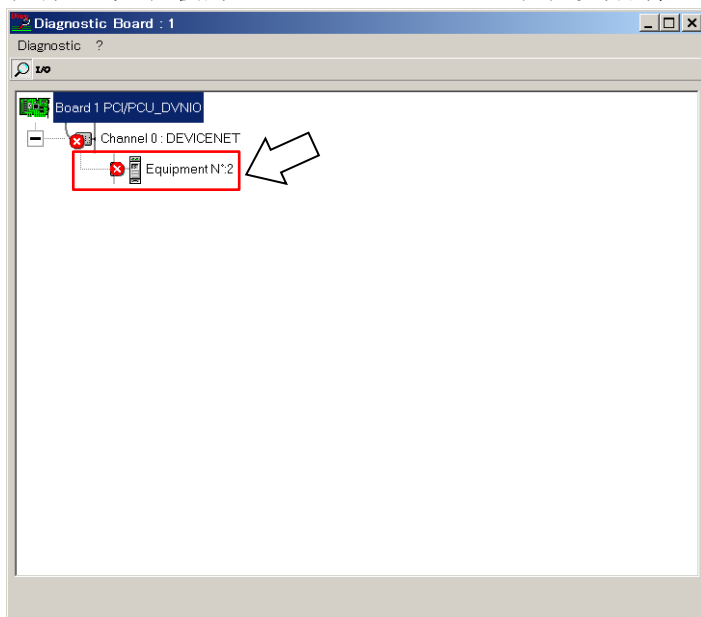 Diagnostic Board : 1
Diagnostic ?
I/O
Board 1 PCI/PCU_DVNIO
Channel 0 : DEVICENET
Equipment N°:2